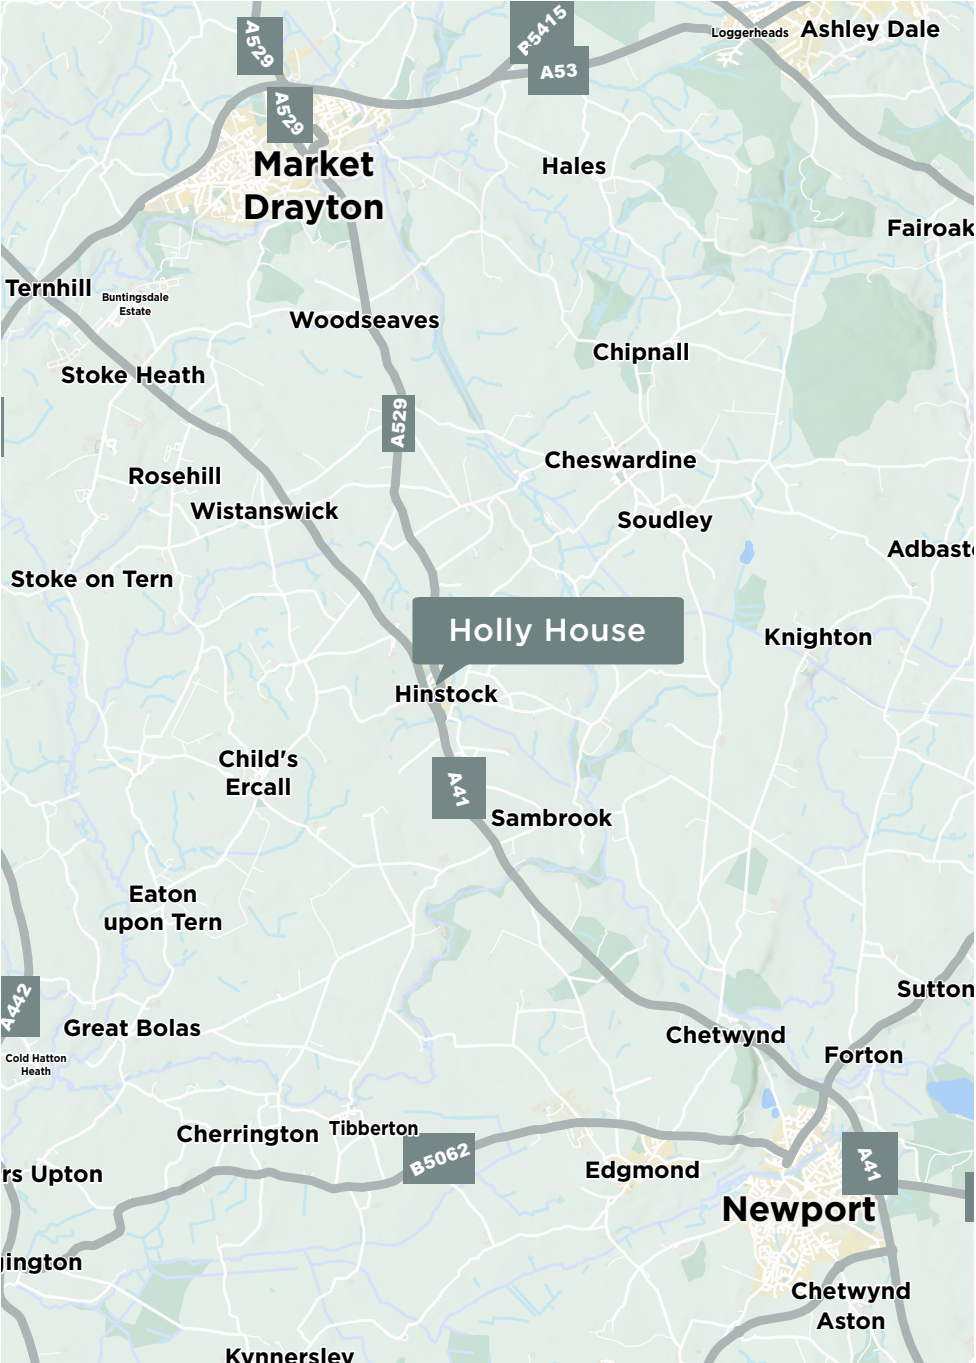 A529
B5415
Loggerheads
Ashley Dale
A53
A529
Market
Drayton
Hales
Fairoak
Ternhill
Buntingsdale
Estate
Woodseaves
Chipnall
Stoke Heath
A529
Cheswardine
Rosehill
Wistanswick
Soudley
Adbast
Stoke on Tern
Holly House
Knighton
Hinstock
Child's
Ercall
A41
Sambrook
Eaton
upon Tern
A442
Sutton
Great Bolas
Chetwynd
Forton
Cold Hatton
Heath
Cherrington
Tibberton
B5062
rs Upton
Edgmond
A41
Newport
gington
Chetwynd
Aston
Kynnersley